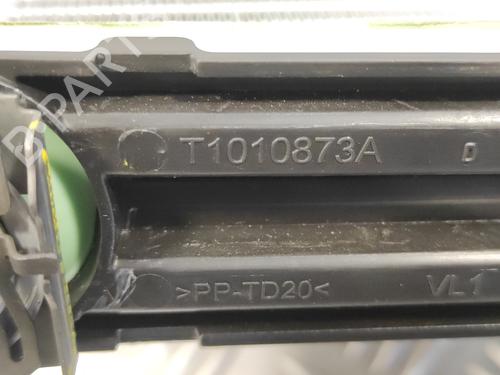 B-PARTS
T1010873A D
>PP-TD20< VL1